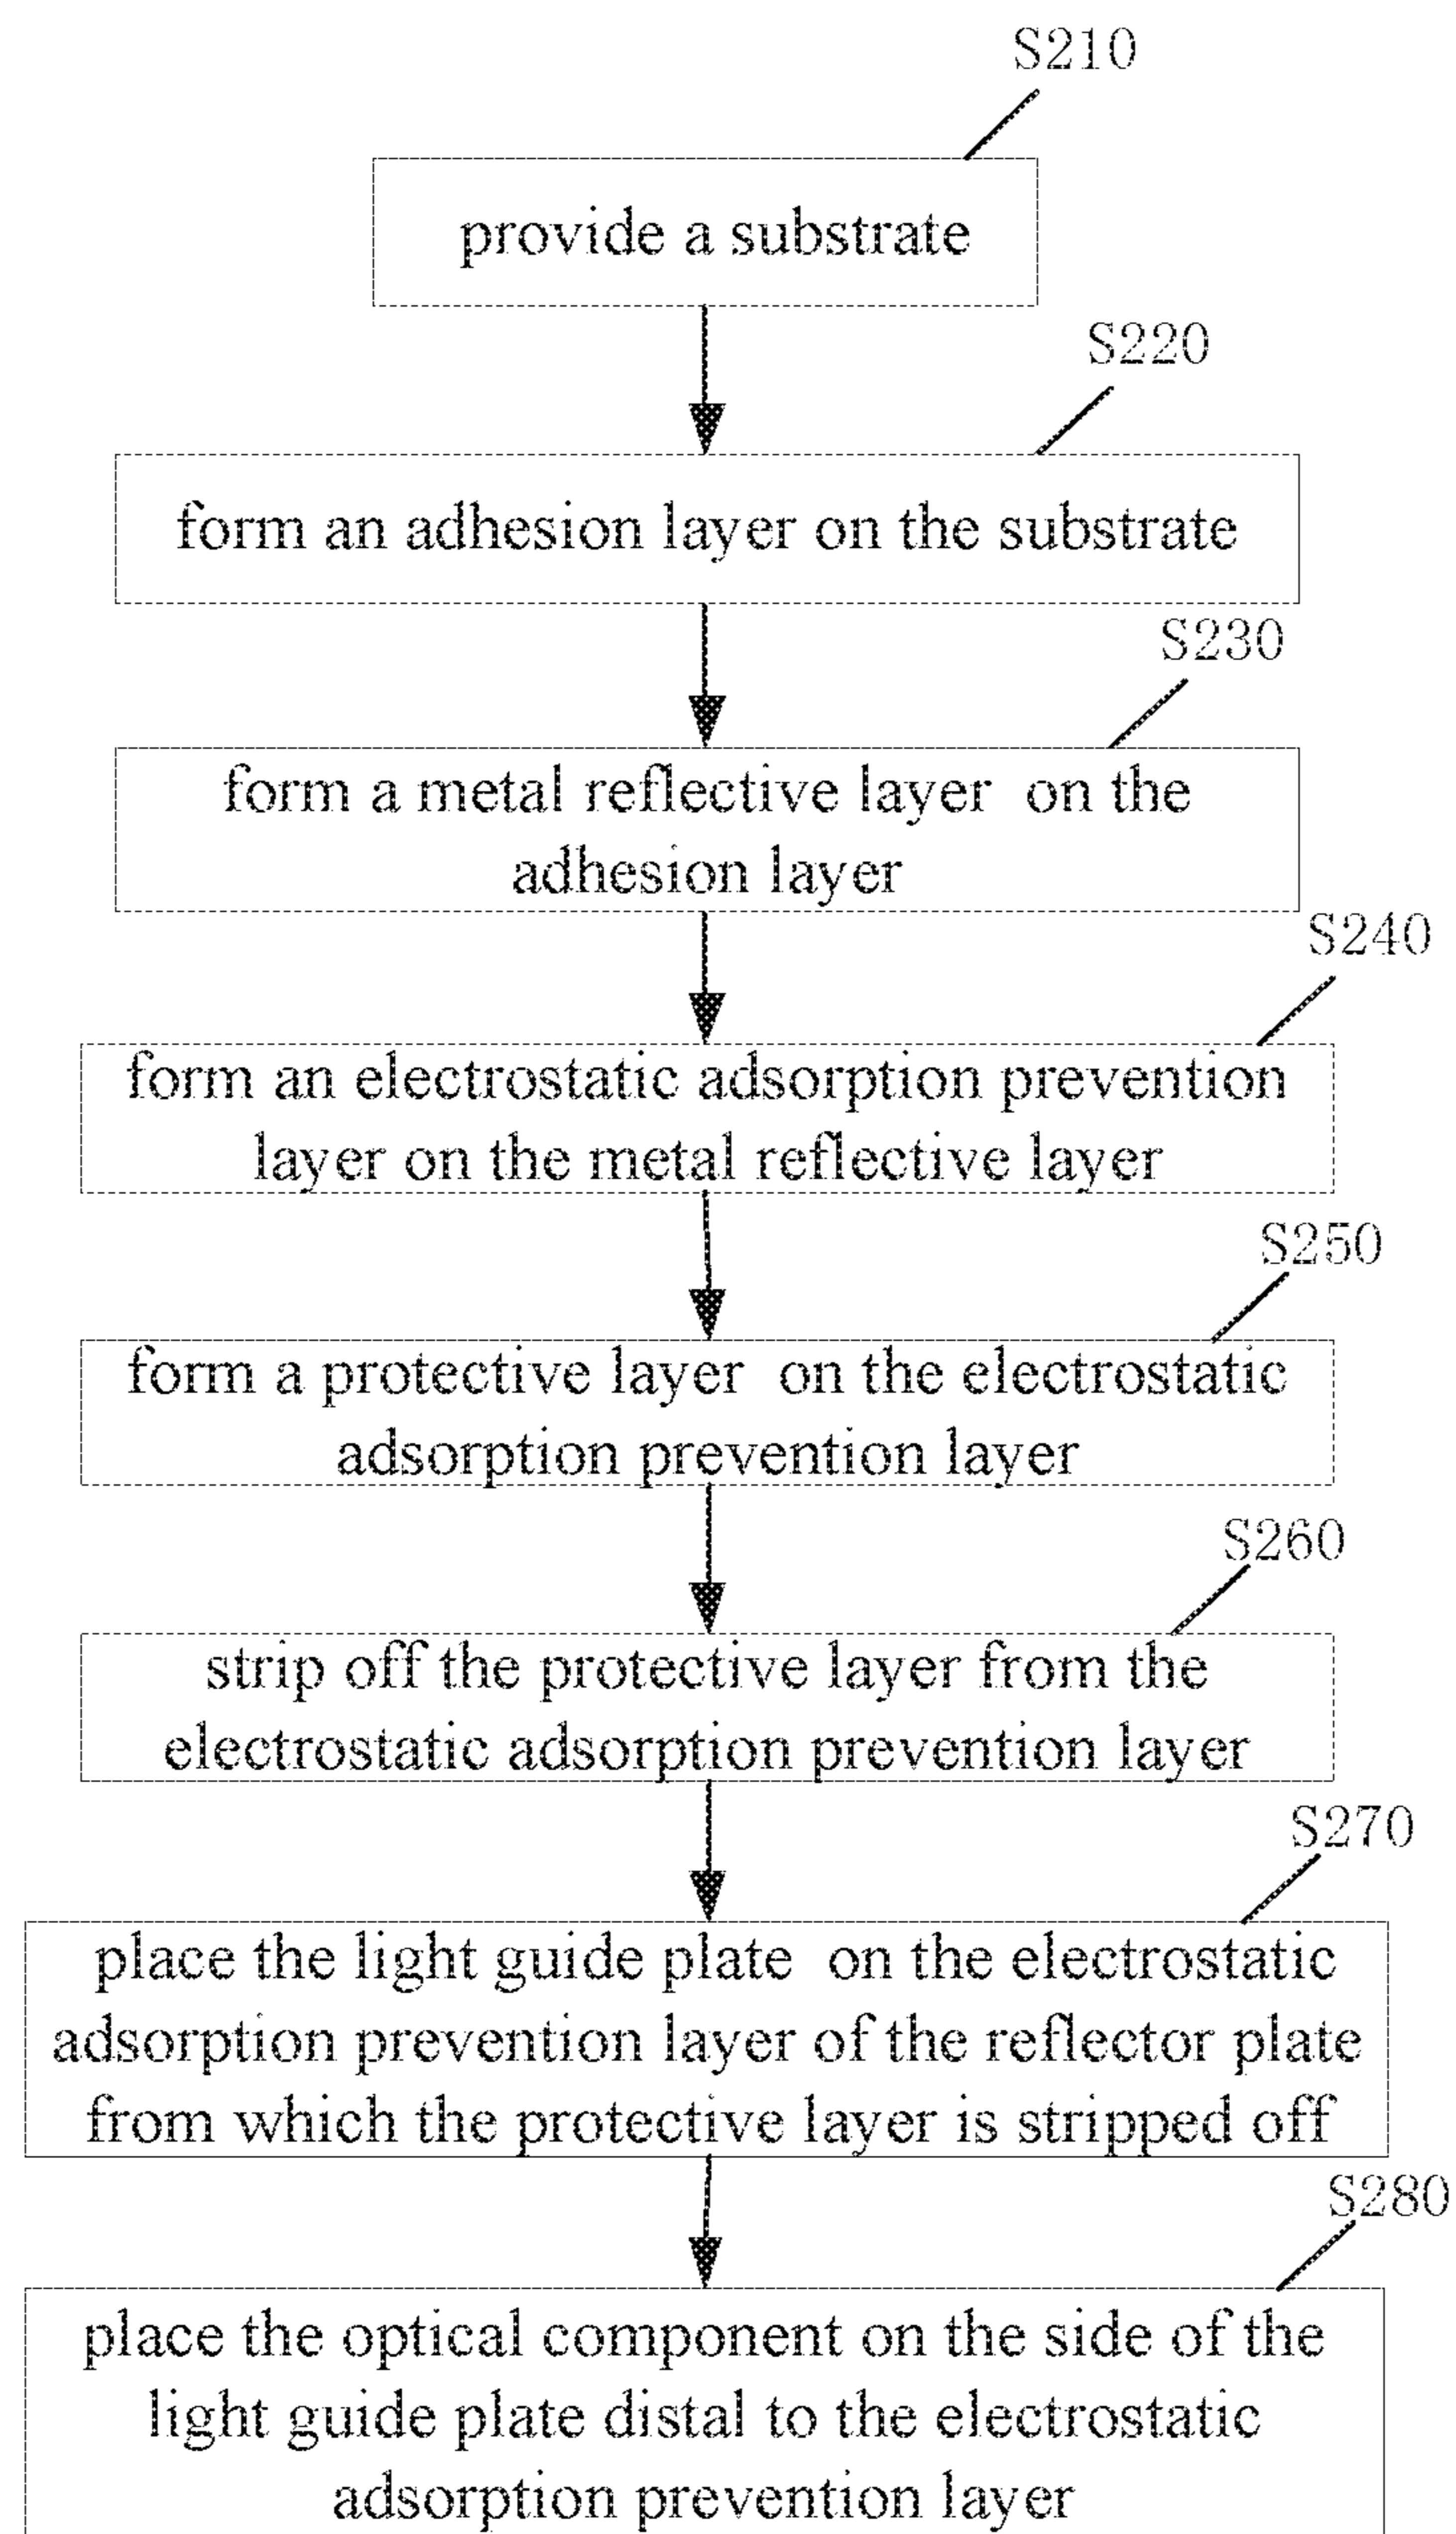 S210
provide a substrate
S220
form an adhesion layer on the substrate
S230
form a metal reflective layer on the
adhesion layer
S240
form an electrostatic adsorption prevention
layer on the metal reflective layer
S250
form a protective layer on the electrostatic
adsorption prevention layer
S260
strip off the protective layer from the
electrostatic adsorption prevention layer
S270
place the light guide plate on the electrostatic
adsorption prevention layer of the reflector plate
from which the protective layer is stripped off
S280
place the optical component on the side of the
light guide plate distal to the electrostatic
adsorption prevention layer